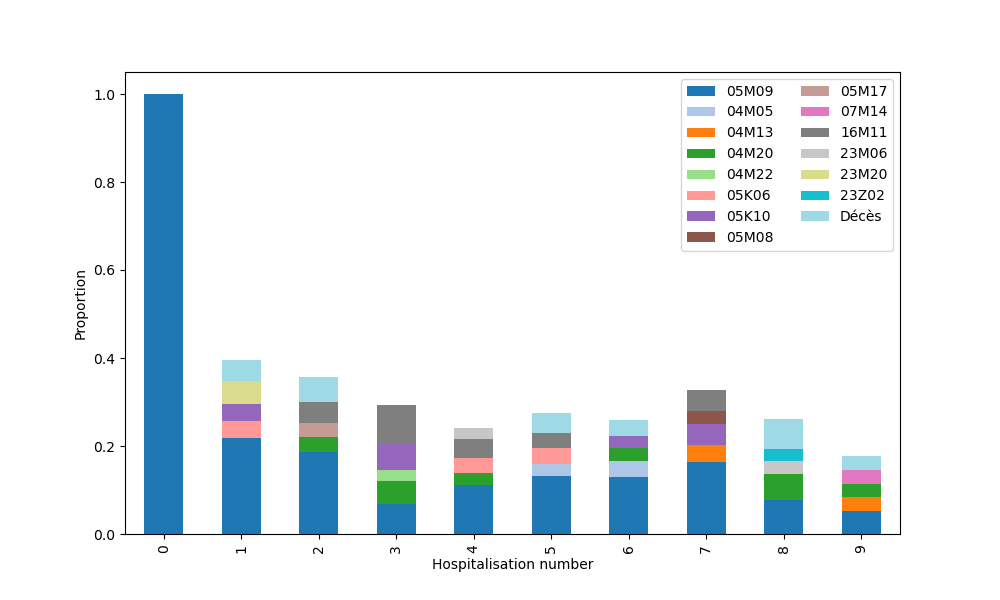 1.0
0.8
0.6
0.4
0.2
0.0
Proportion
0 1 2 3 4 5 6 7 8 9
Hospitalisation number
05M09
04M05
04M13
04M20
04M22
05K06
05K10
05M08
05M17
07M14
16M11
23M06
23M20
23Z02
Décès